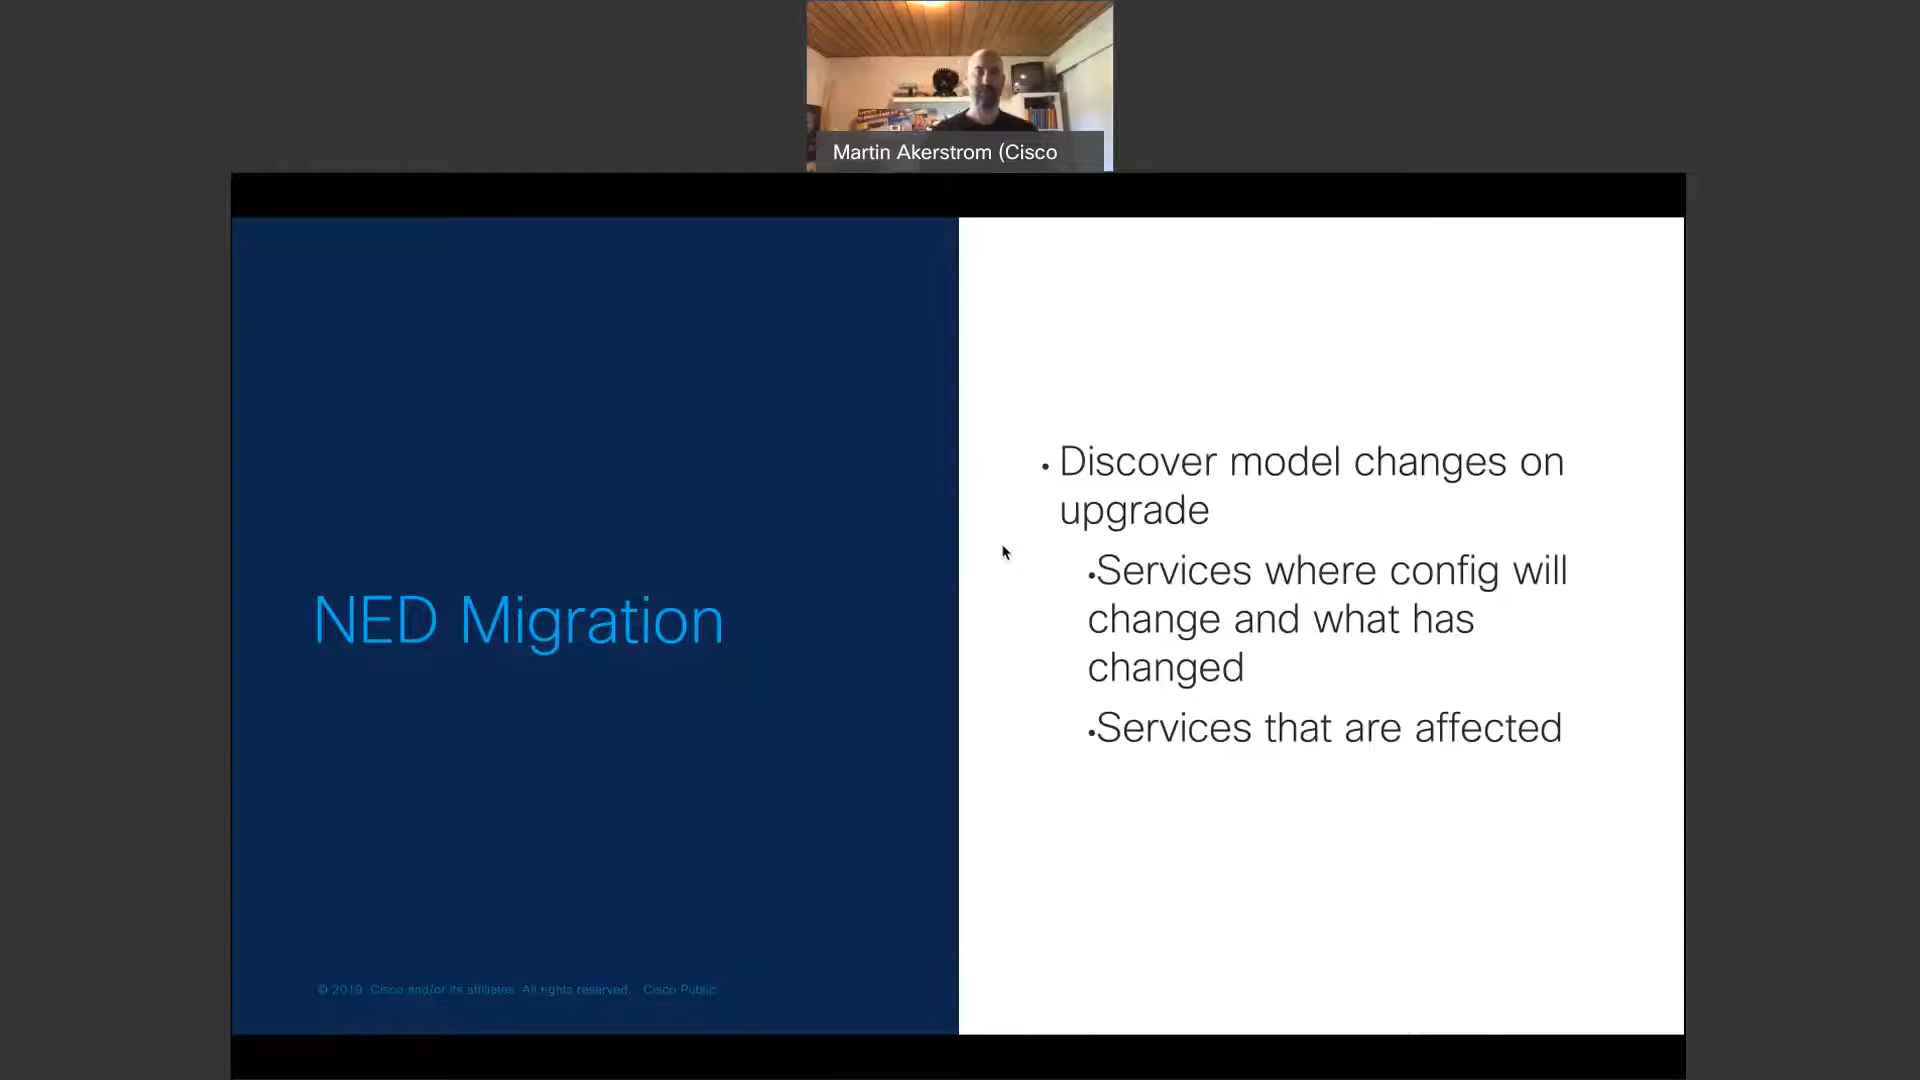 Martin Akerstrom (Cisco
NED Migration
• Discover model changes on
upgrade
•Services where config will
change and what has
changed
•Services that are affected
© 2019 Cisco and/or its affiliates. All rights reserved. Cisco Public